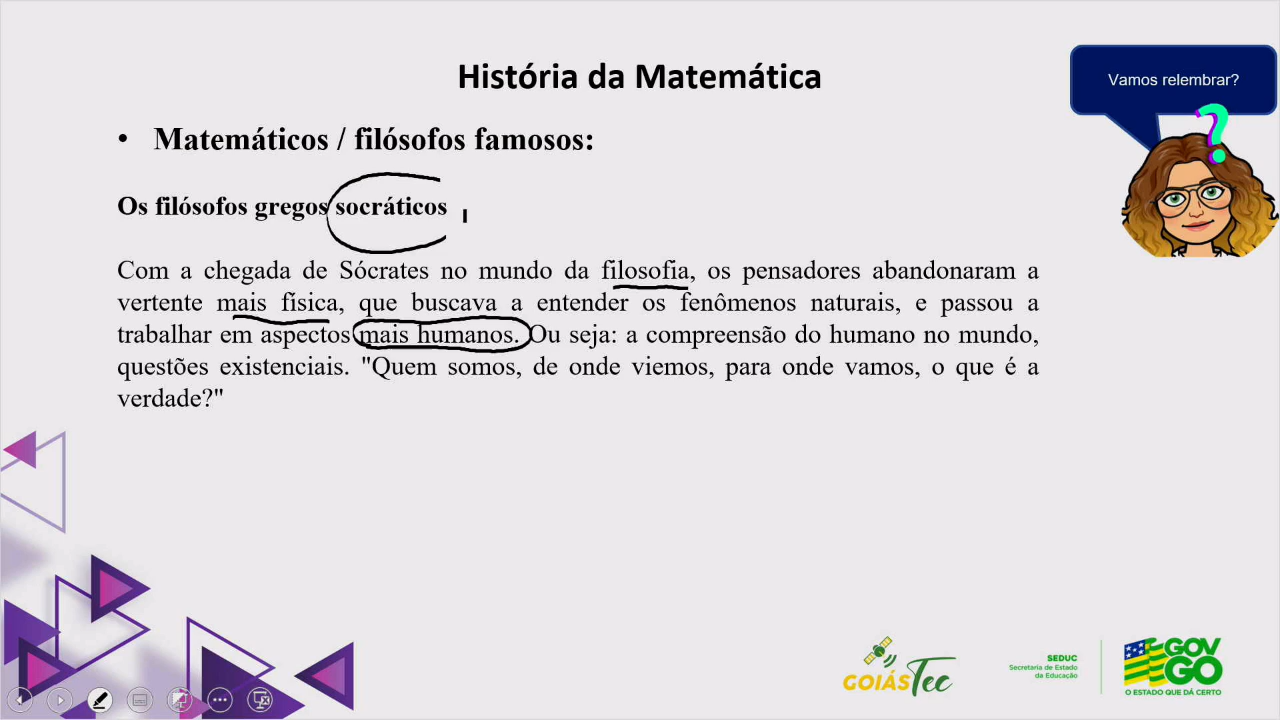 História da Matemática
Vamos relembrar?
• Matemáticos / filósofos famosos:
Os filósofos gregos socráticos
Com a chegada de Sócrates no mundo da filosofia, os pensadores abandonaram a
vertente mais física, que buscava a entender os fenômenos naturais, e passou a
trabalhar em aspectos mais humanos. Ou seja: a compreensão do humano no mundo,
questões existenciais. "Quem somos, de onde viemos, para onde vamos, o que é a
verdade?"
GOIÁSTec
SEDUC
Secretaria de Estado
da Educação
GOV
GO
O ESTADO QUE DÁ CERTO